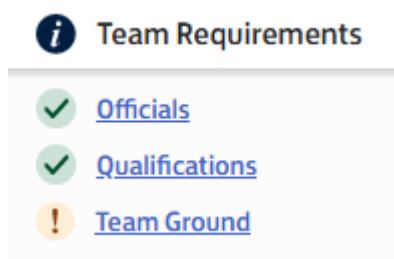 Team Requirements
Officials
Qualifications
Team Ground